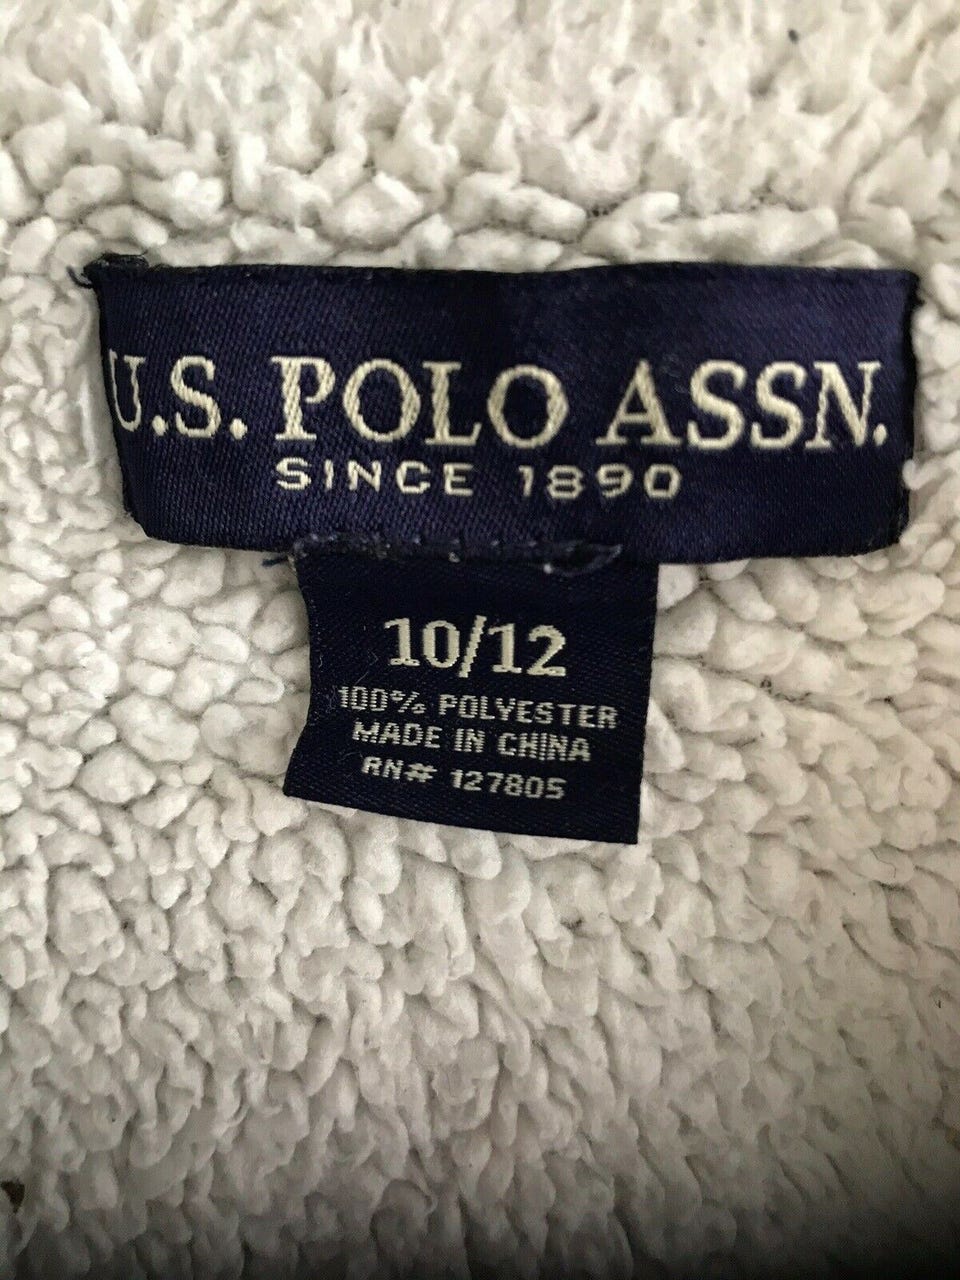 U.S. POLO ASSN.
SINCE 1890
10/12
100% POLYESTER
MADE IN CHINA
RN# 127805